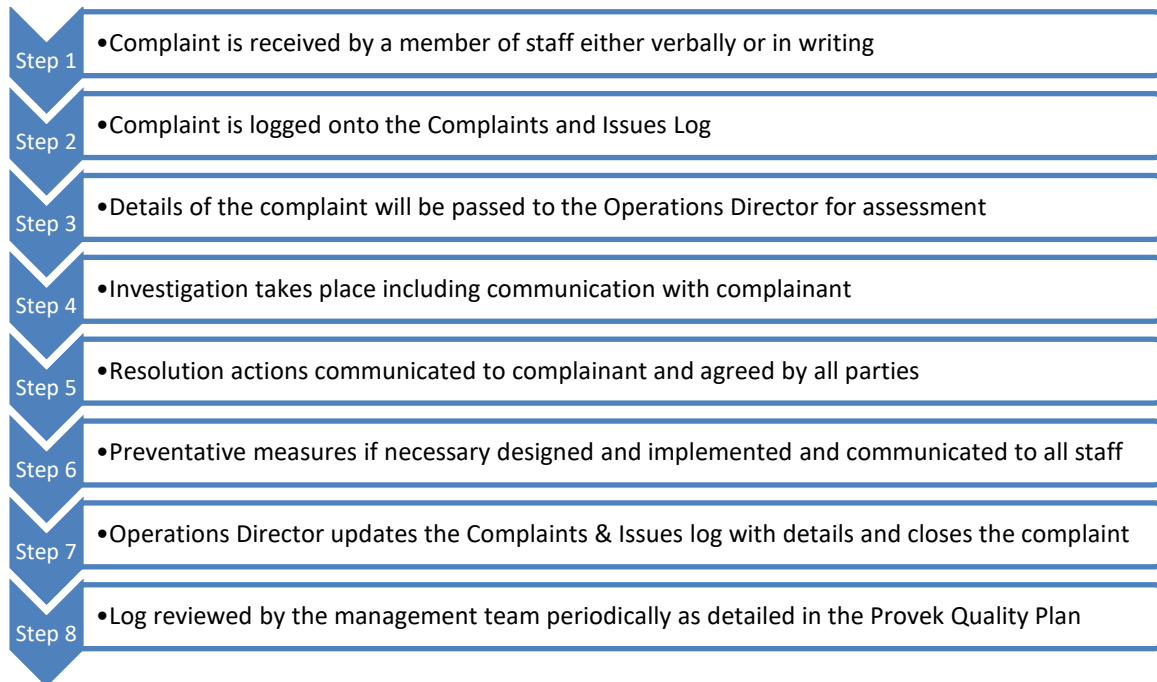 Step 1
•Complaint is received by a member of staff either verbally or in writing
Step 2
•Complaint is logged onto the Complaints and Issues Log
Step 3
•Details of the complaint will be passed to the Operations Director for assessment
Step 4
•Investigation takes place including communication with complainant
Step 5
•Resolution actions communicated to complainant and agreed by all parties
Step 6
•Preventative measures if necessary designed and implemented and communicated to all staff
Step 7
•Operations Director updates the Complaints & Issues log with details and closes the complaint
Step 8
•Log reviewed by the management team periodically as detailed in the Provek Quality Plan